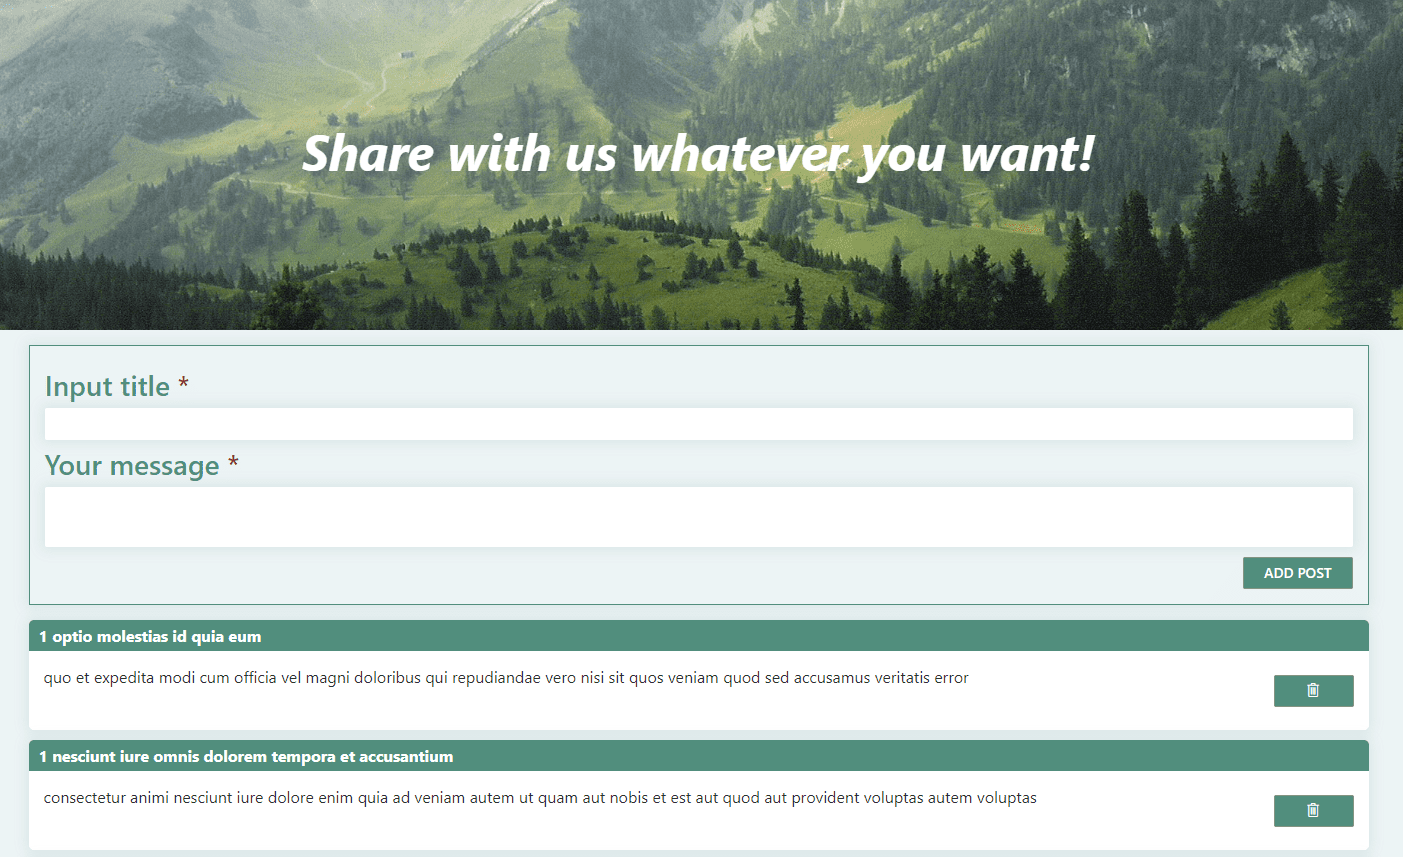 Share with us whatever you want!
Input title *
Your message *
ADD POST
1 optio molestias id quia eum
quo et expedita modi cum officia vel magni doloribus qui repudiandae vero nisi sit quos veniam quod sed accusamus veritatis error
1 nesciunt iure omnis dolorem tempora et accusantium
consectetur animi nesciunt iure dolore enim quia ad veniam autem ut quam aut nobis et est aut quod aut provident voluptas autem voluptas